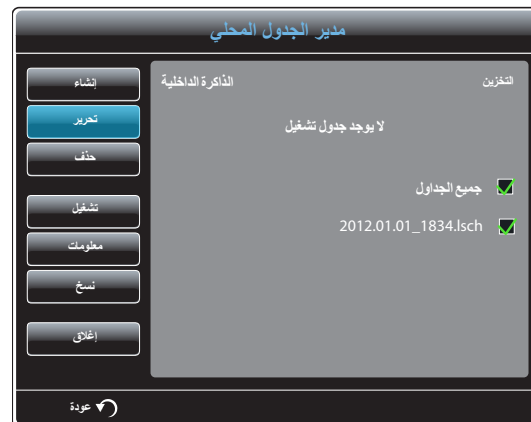 مدير الجدول المحلي
التخزين
الذاكرة الداخلية
لا يوجد جدول تشغيل
جميع الجداول
2012.01.01_1834.lsch
إنشاء
تحرير
حذف
تشغيل
معلومات
نسخ
إغلاق
عودة